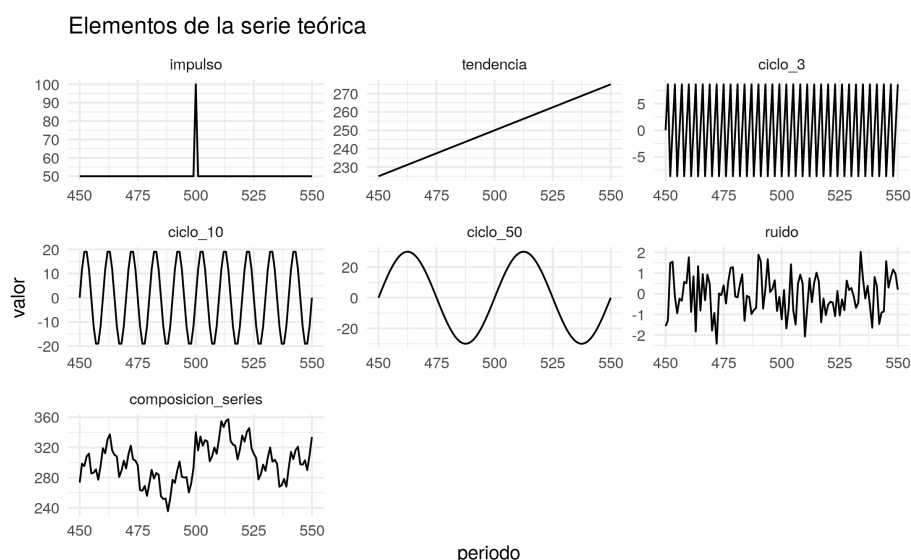 Elementos de la serie teórica
impulso
tendencia
ciclo_3
100
90
80
70
60
50
450 475 500 525 550
270
260
250
240
230
450 475 500 525 550
5
0
-5
450 475 500 525 550
ciclo_10
ciclo_50
ruido
valor
20
10
0
-10
-20
450 475 500 525 550
20
0
-20
450 475 500 525 550
2
1
0
-1
-2
450 475 500 525 550
composicion_series
360
320
280
240
450 475 500 525 550
periodo